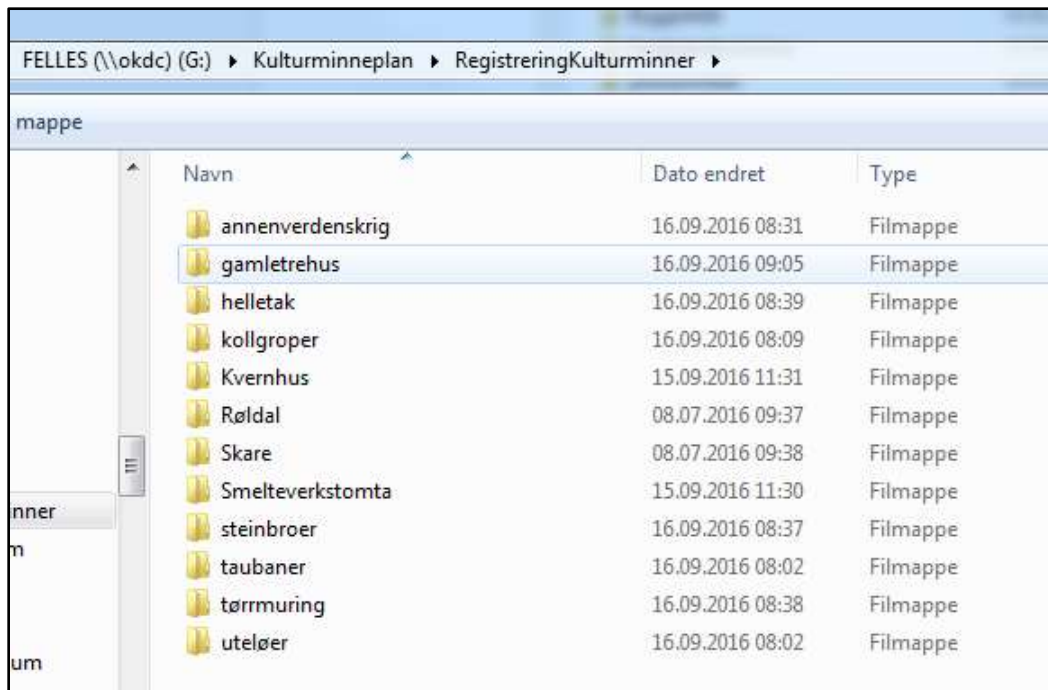 FELLES (\\okdc) (G:) ▸ Kulturminneplan ▸ RegistreringKulturminner ▸
mappe
Navn Dato endret Type
annenverdenskrig 16.09.2016 08:31 Filmappe
gamletrehus 16.09.2016 09:05 Filmappe
helletak 16.09.2016 08:39 Filmappe
kollgroper 16.09.2016 08:09 Filmappe
Kvernhus 15.09.2016 11:31 Filmappe
Røldal 08.07.2016 09:37 Filmappe
Skare 08.07.2016 09:38 Filmappe
Smelteverkstomta 15.09.2016 11:30 Filmappe
inner
steinbroer 16.09.2016 08:37 Filmappe
m
taubaner 16.09.2016 08:02 Filmappe
tørrmuring 16.09.2016 08:38 Filmappe
uteløer 16.09.2016 08:02 Filmappe
um